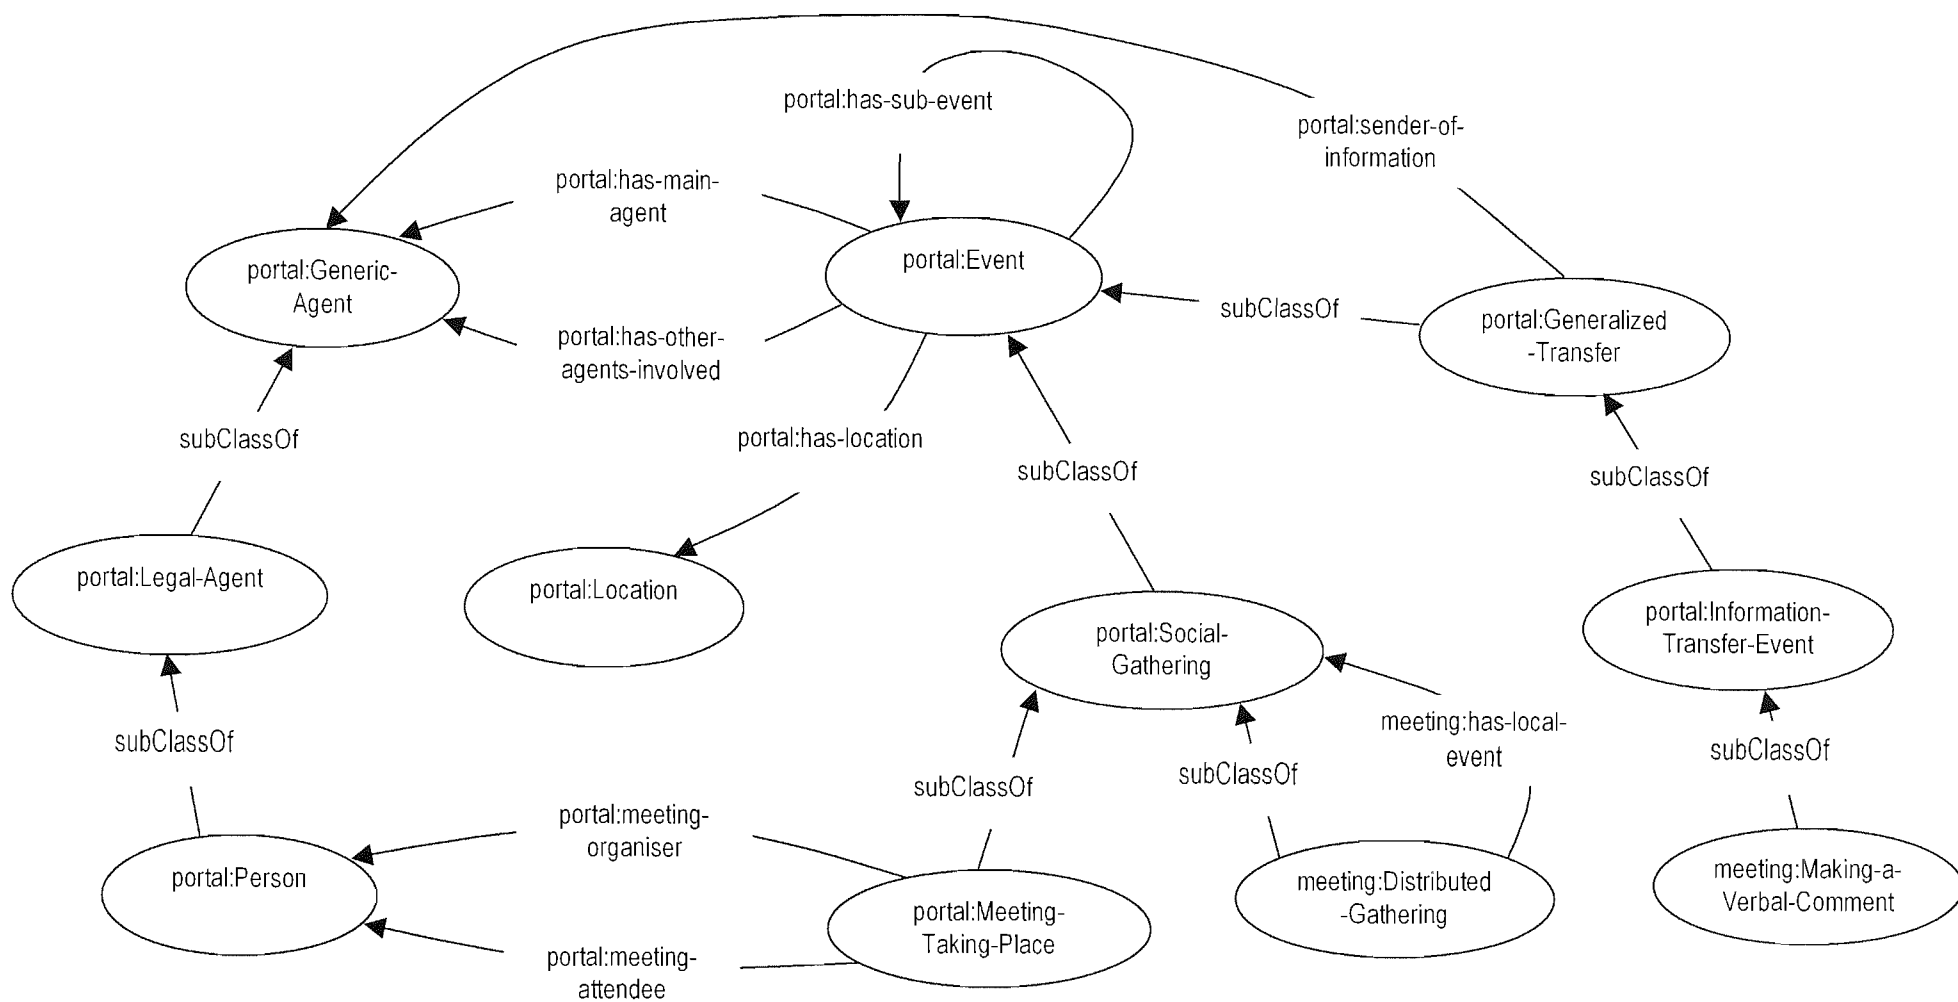 portal:has-sub-event
portal:sender-of-
information
portal:has-main-
agent
portal:Generic-
Agent
portal:Event
portal:has-other-
agents-involved
subClassOf
portal:Generalized
-Transfer
subClassOf
portal:has-location
subClassOf
subClassOf
portal:Legal-Agent
portal:Location
portal:Social-
Gathering
portal:Information-
Transfer-Event
subClassOf
subClassOf
subClassOf
meeting:has-local-
event
subClassOf
portal:meeting-
organiser
portal:Person
portal:Meeting-
Taking-Place
meeting:Distributed
-Gathering
meeting:Making-a-
Verbal-Comment
portal:meeting-
attendee